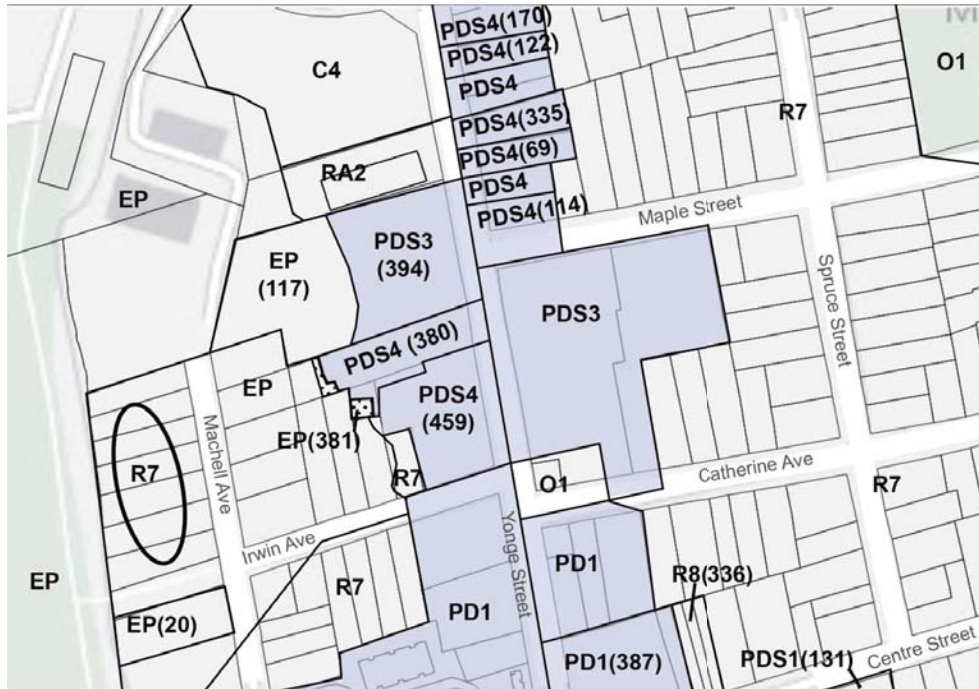 PDS4(170)
PDS4(122)
C4
O1
PDS4
R7
PDS4(335)
PDS4(69)
RA2
PDS4
EP
PDS4(114)
Maple Street
PDS3
(394)
EP
(117)
Spruce Street
PDS3
PDS4 (380)
EP
PDS4
(459)
Machell Ave
EP(381)
R7
R7
O1
Catherine Ave
R7
Yonge Street
Irwin Ave
EP
R7
PD1
R8(336)
PD1
EP(20)
PD1(387)
PDS1(131)
Centre Street